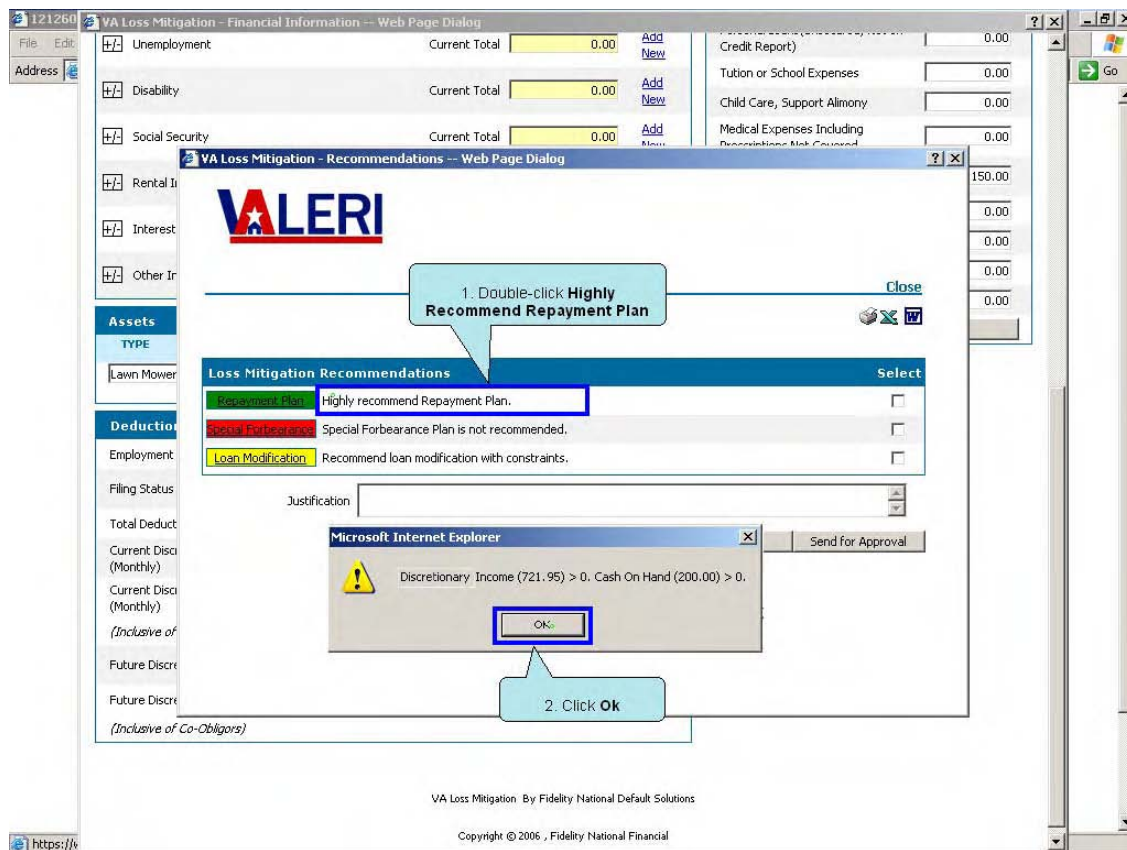 121260
VA Loss Mitigation - Financial Information -- Web Page Dialog
File Edit
Address
Go
+/- Unemployment Current Total 0.00 Add New
+/- Disability Current Total 0.00 Add New
+/- Social Security Current Total 0.00 Add
+/- Rental
+/- Interest
+/- Other
Credit Report) 0.00
Tution or School Expenses 0.00
Child Care, Support Alimony 0.00
Medical Expenses Including 0.00
150.00
0.00
0.00
0.00
0.00
VA Loss Mitigation - Recommendations -- Web Page Dialog
VALERI
1. Double-click Highly
Recommend Repayment Plan
Close
Assets
TYPE
Lawn Mower
Loss Mitigation Recommendations Select
Repayment Plan Highly recommend Repayment Plan.
Special Forbearance Special Forbearance Plan is not recommended.
Loan Modification Recommend loan modification with constraints.
Justification
Send for Approval
Microsoft Internet Explorer
Discretionary Income (721.95) > 0. Cash On Hand (200.00) > 0.
OK
2. Click Ok
Employment
Filing Status
Total Deduct
Current Discr
(Monthly)
Current Discr
(Monthly)
(Inclusive of
Future Discre
Future Discre
(Inclusive of Co-Obligors)
VA Loss Mitigation By Fidelity National Default Solutions
Copyright © 2006 , Fidelity National Financial
https://